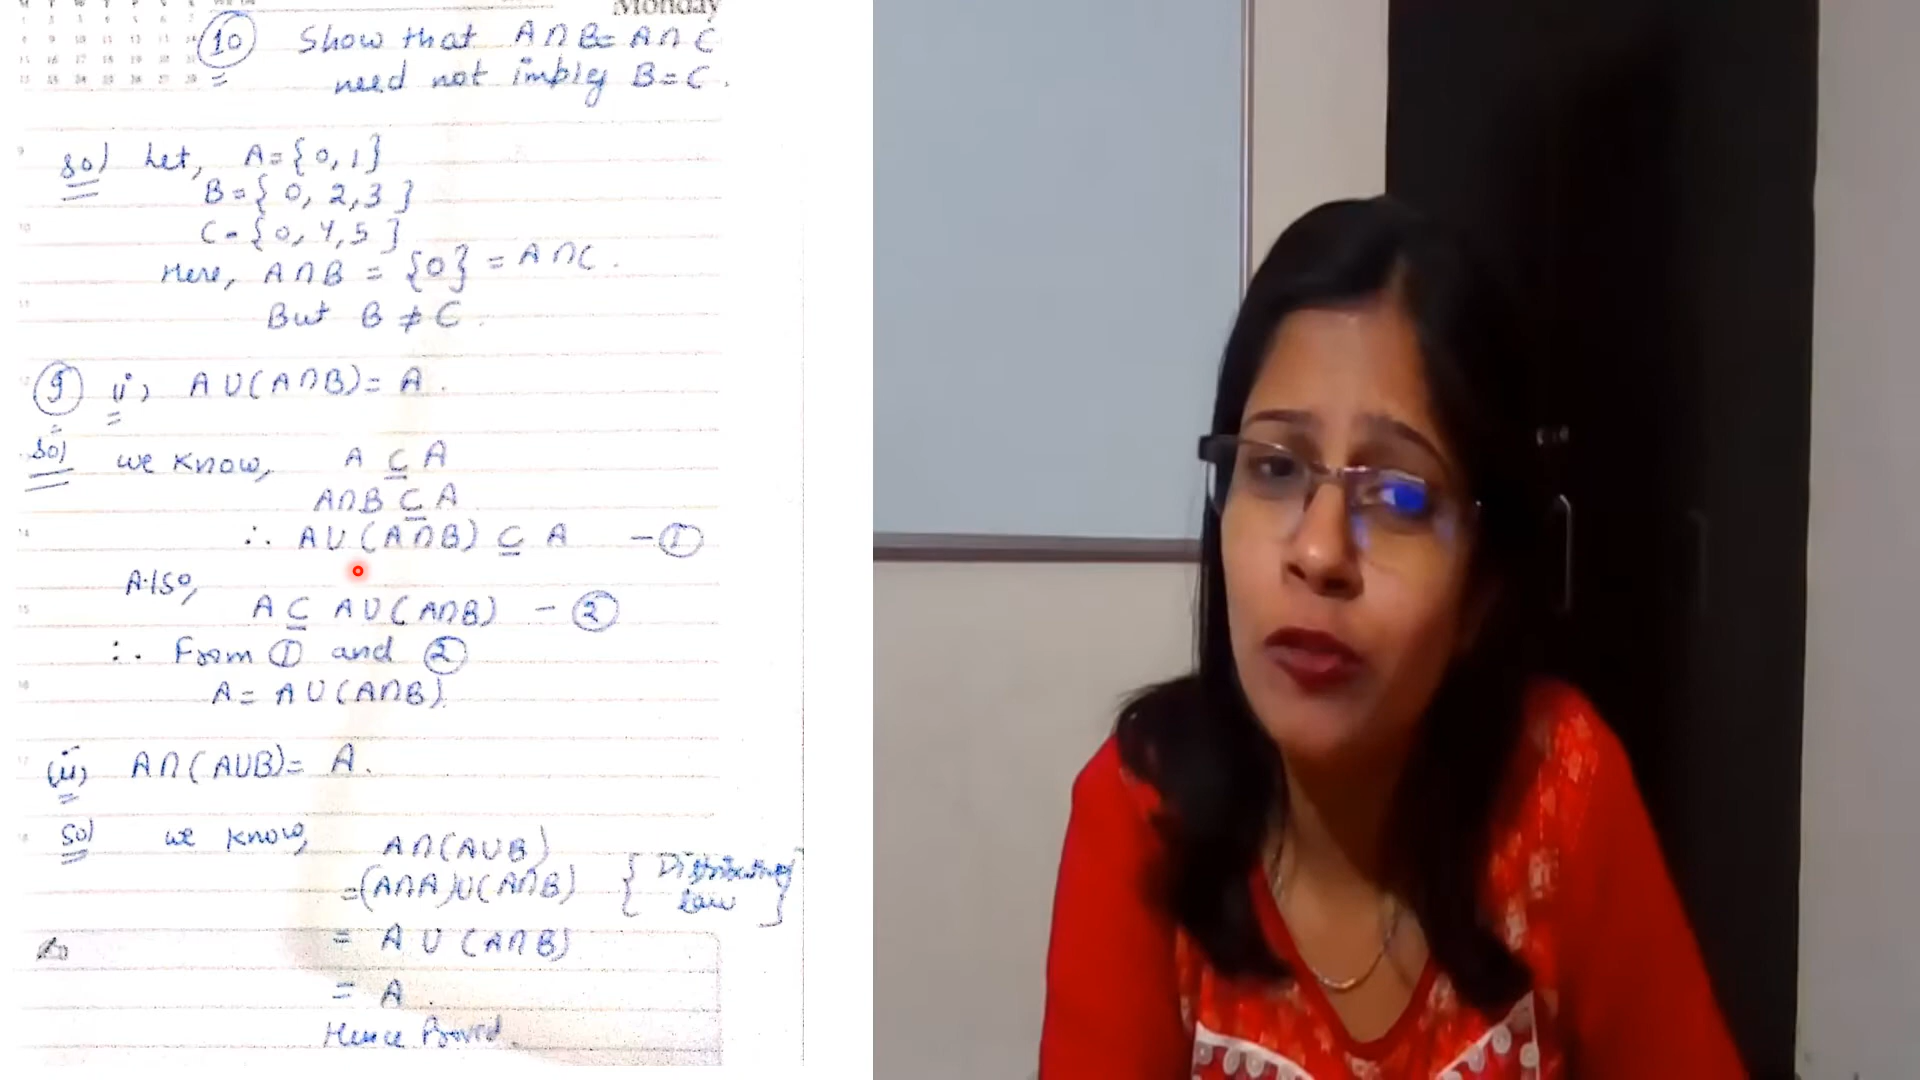 Monday
10 Show that A∩B = A∩C
need not imply B=C.
Sol Let, A={0,1}
B={0, 2,3}
C={0,4,5}
Here, A∩B = {0} = A∩C.
But B ≠ C.
9 i) A∪(A∩B)= A.
Sol We know, A ⊆ A
A∩B ⊆ A
∴ A∪(A∩B) ⊆ A —①
Also,
A ⊆ A∪(A∩B) —②
∴ From ① and ②
A= A∪(A∩B)
(ii) A∩(A∪B)= A.
Sol we know, A∩(A∪B)
=(A∩A)∪(A∩B) {Distributive
law}
= A∪(A∩B)
= A.
Hence Proved.